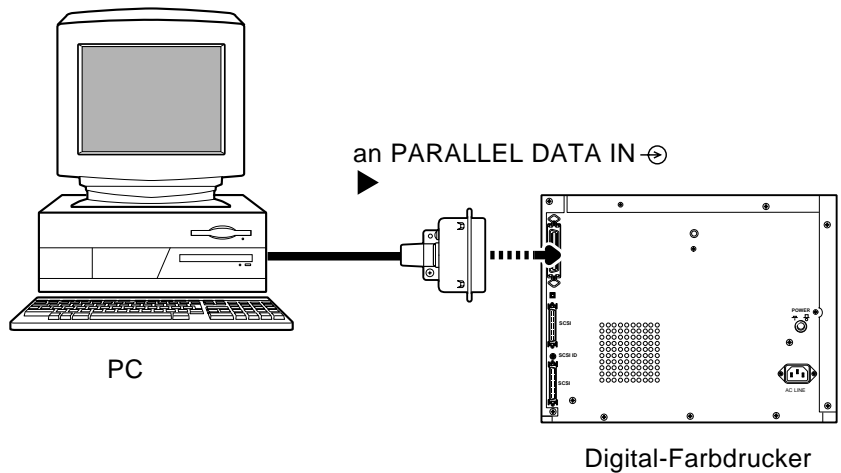 an PARALLEL DATA IN
POWER
SCSI
SCSI ID
SCSI
AC LINE
PC
Digital-Farbdrucker